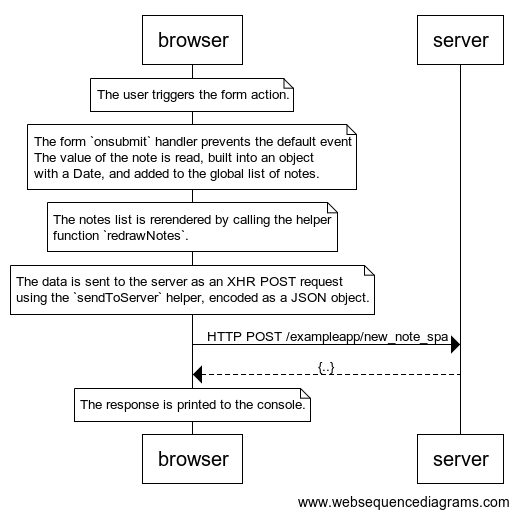 browser
server
The user triggers the form action.
The form `onsubmit` handler prevents the default event
The value of the note is read, built into an object
with a Date, and added to the global list of notes.
The notes list is rerendered by calling the helper
function `redrawNotes`.
The data is sent to the server as an XHR POST request
using the `sendToServer` helper, encoded as a JSON object.
HTTP POST /exampleapp/new_note_spa
{..}
The response is printed to the console.
browser
server
www.websequencediagrams.com